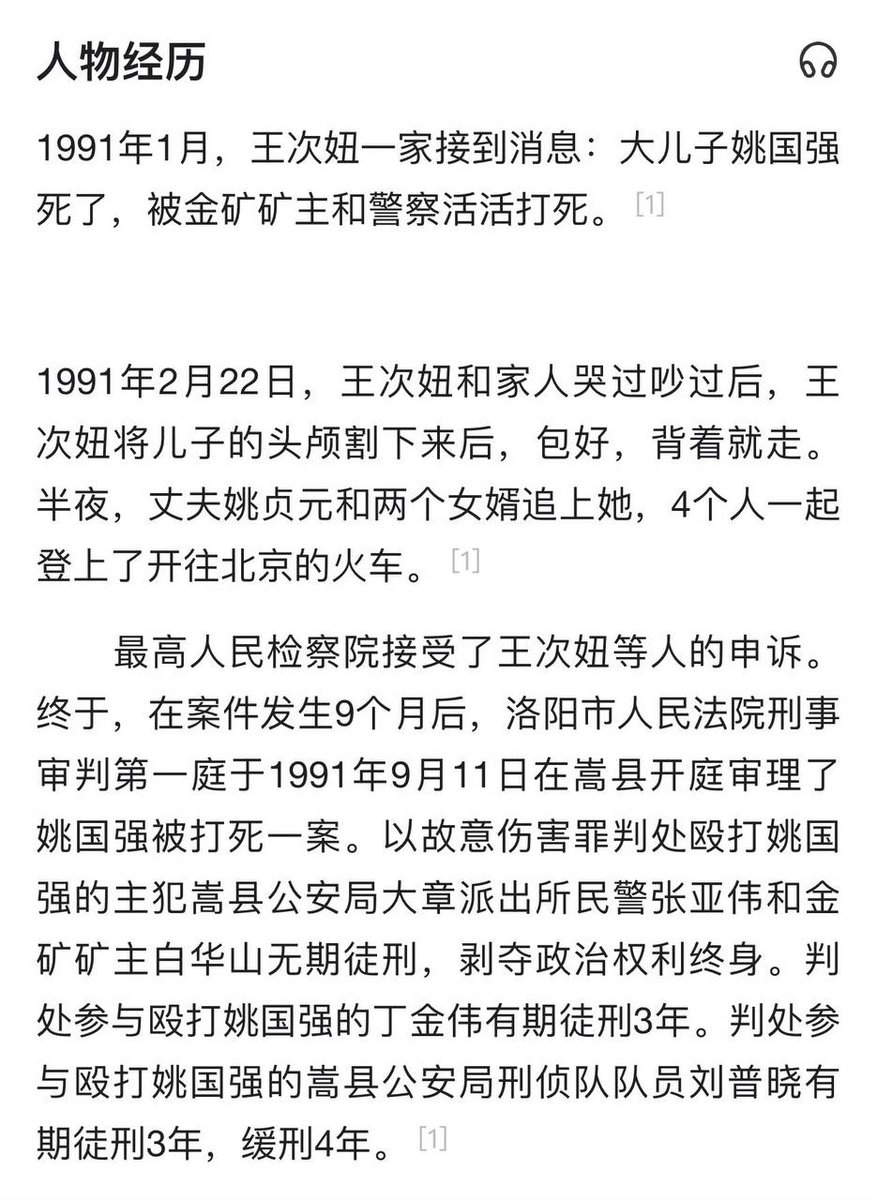 人物经历
1991年1月，王次妞一家接到消息：大儿子姚国强
死了，被金矿矿主和警察活活打死。 [1]
1991年2月22日，王次妞和家人哭过吵过后，王
次妞将儿子的头颅割下来后，包好，背着就走。
半夜，丈夫姚贞元和两个女婿追上她，4个人一起
登上了开往北京的火车。 [1]
最高人民检察院接受了王次妞等人的申诉。
终于，在案件发生9个月后，洛阳市人民法院刑事
审判第一庭于1991年9月11日在嵩县开庭审理了
姚国强被打死一案。以故意伤害罪判处殴打姚国
强的主犯嵩县公安局大章派出所民警张亚伟和金
矿矿主白华山无期徒刑，剥夺政治权利终身。判
处参与殴打姚国强的丁金伟有期徒刑3年。判处参
与殴打姚国强的嵩县公安局刑侦队队员刘普晓有
期徒刑3年，缓刑4年。 [1]